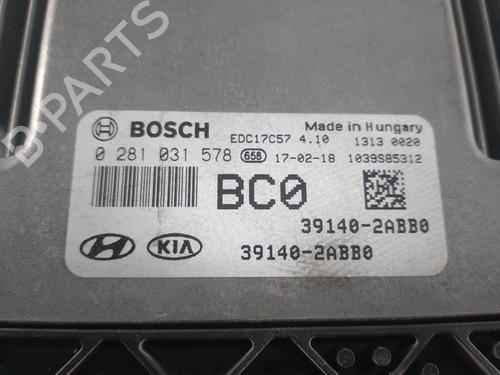 B-PARTS
BOSCH
EDC17C57 4.10
Made in Hungary
1313 0020
0 281 031 578
658
17-02-18
1039S85312
BC0
39140-2ABB0
KIA
39140-2ABB0